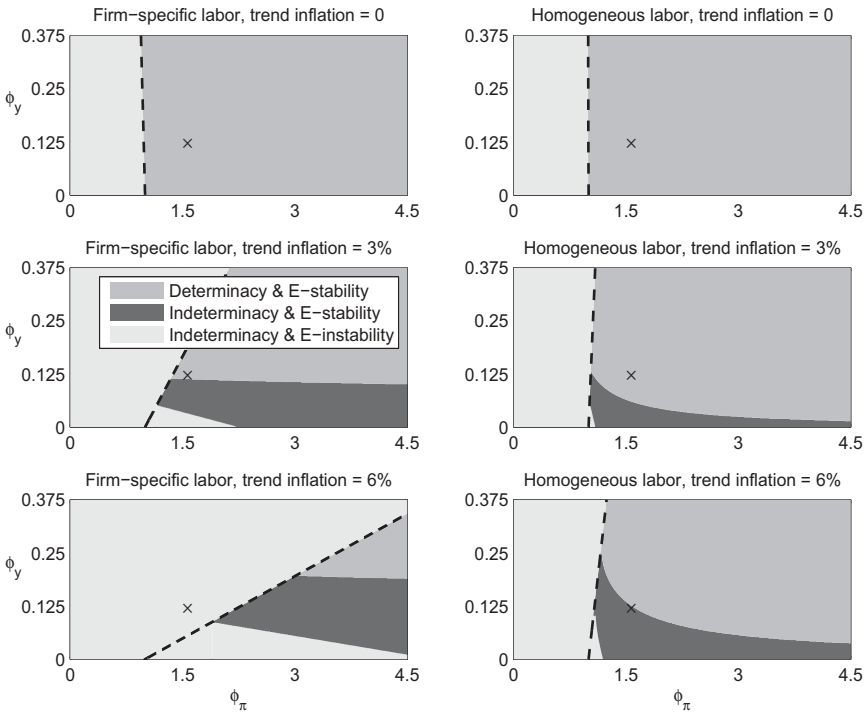 Firm−specific labor, trend inflation = 0
Homogeneous labor, trend inflation = 0
0.375
0.25
0.125
0
ϕy
0 1.5 3 4.5
0.375
0.25
0.125
0
0 1.5 3 4.5
Firm−specific labor, trend inflation = 3%
Homogeneous labor, trend inflation = 3%
0.375
0.25
0.125
0
ϕy
Determinacy & E−stability
Indeterminacy & E−stability
Indeterminacy & E−instability
0 1.5 3 4.5
0.375
0.25
0.125
0
0 1.5 3 4.5
Firm−specific labor, trend inflation = 6%
Homogeneous labor, trend inflation = 6%
0.375
0.25
0.125
0
ϕy
0 1.5 3 4.5
ϕπ
0.375
0.25
0.125
0
0 1.5 3 4.5
ϕπ